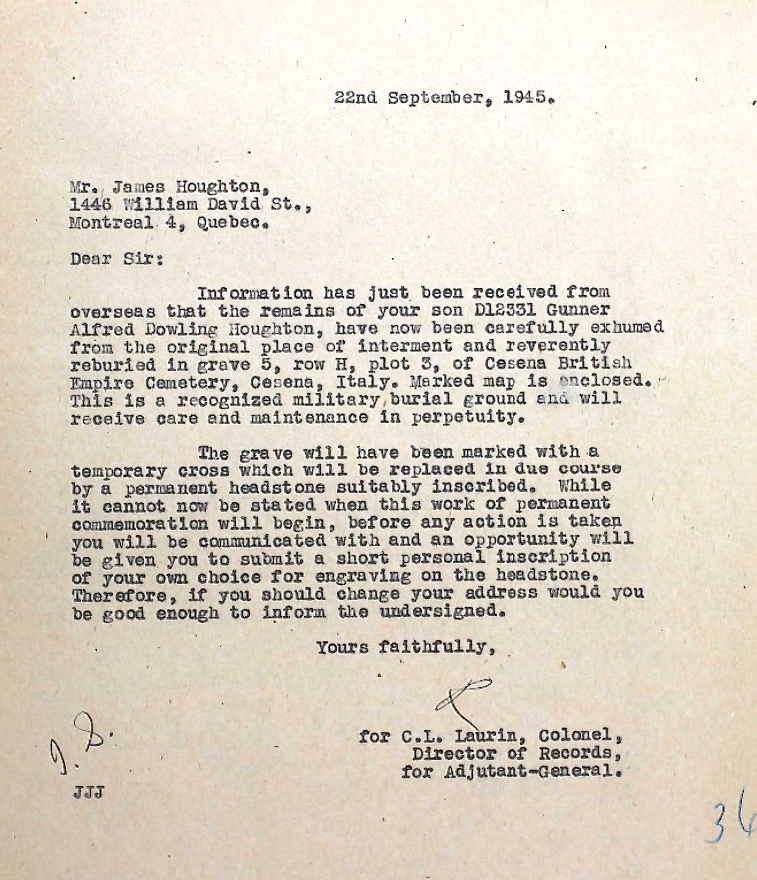 22nd September, 1945.
Mr. James Houghton,
1446 William David St.,
Montreal 4, Quebec.
Dear Sir:
Information has just been received from
overseas that the remains of your son D12331 Gunner
Alfred Dowling Houghton, have now been carefully exhumed
from the original place of interment and reverently
reburied in grave 5, row H, plot 3, of Cesena British
Empire Cemetery, Cesena, Italy. Marked map is enclosed.
This is a recognized military burial ground and will
receive care and maintenance in perpetuity.
The grave will have been marked with a
temporary cross which will be replaced in due course
by a permanent headstone suitably inscribed. While
it cannot now be stated when this work of permanent
commemoration will begin, before any action is taken
you will be communicated with and an opportunity will
be given you to submit a short personal inscription
of your own choice for engraving on the headstone.
Therefore, if you should change your address would you
be good enough to inform the undersigned.
Yours faithfully,
for C.L. Laurin, Colonel,
Director of Records,
for Adjutant-General.
JJJ